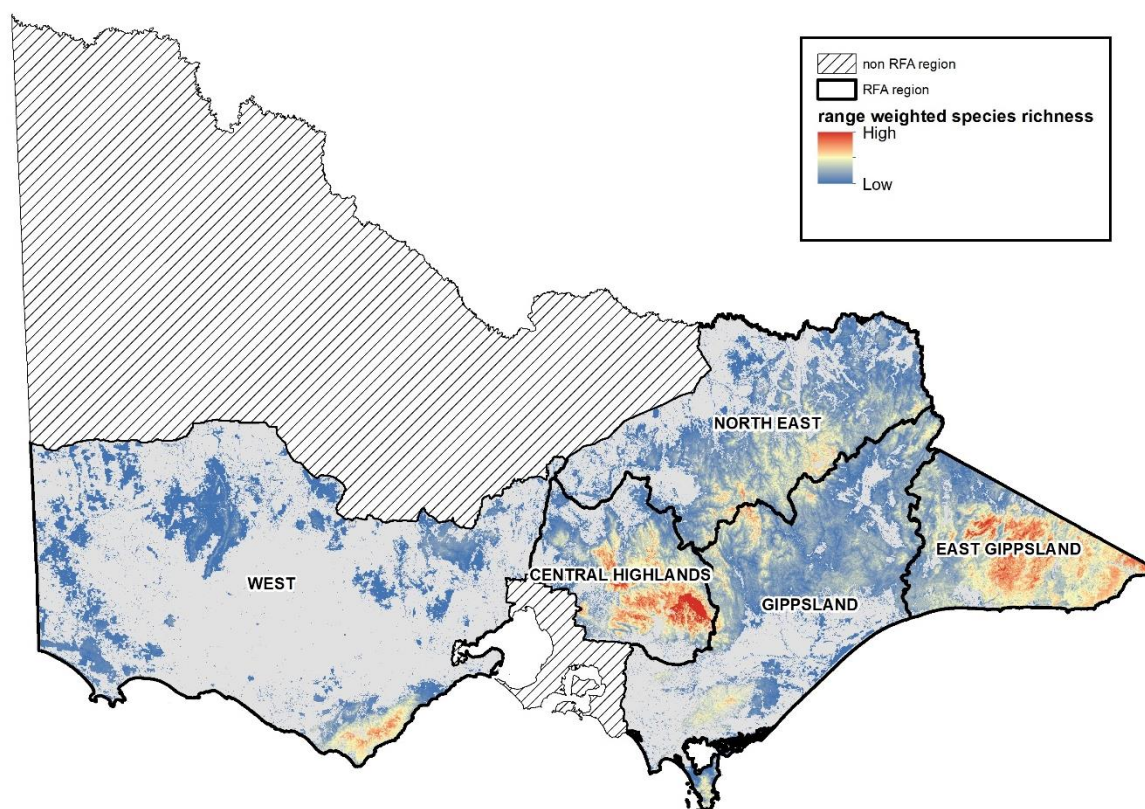 non RFA region
RFA region
range weighted species richness
High
Low
NORTH EAST
EAST GIPPSLAND
CENTRAL HIGHLANDS
WEST
GIPPSLAND